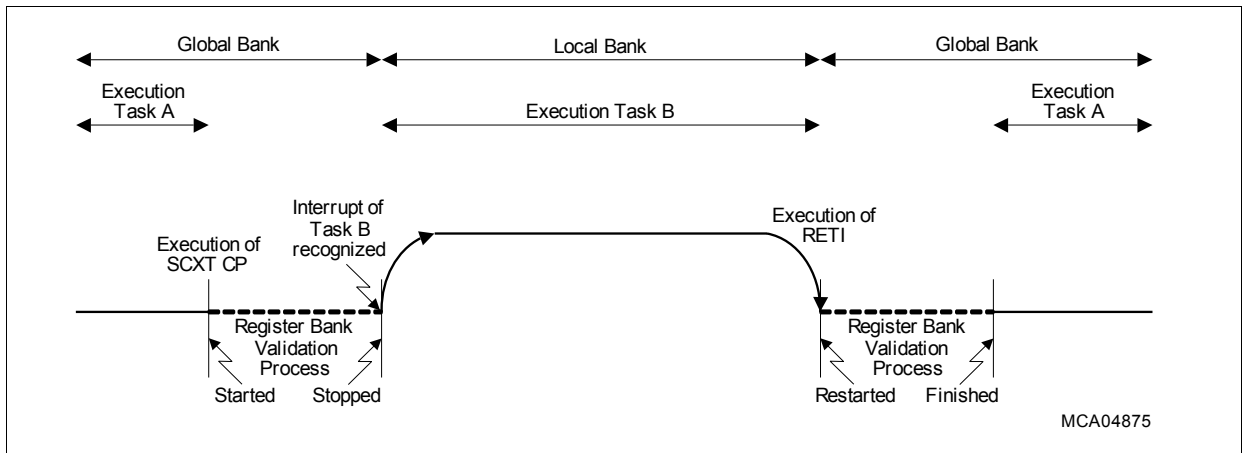 Global Bank
Local Bank
Global Bank
Execution
Task A
Execution Task B
Execution
Task A
Interrupt of
Task B
recognized
Execution of
SCXT CP
Execution of
RETI
Register Bank
Validation
Process
Register Bank
Validation
Process
Started
Stopped
Restarted
Finished
MCA04875